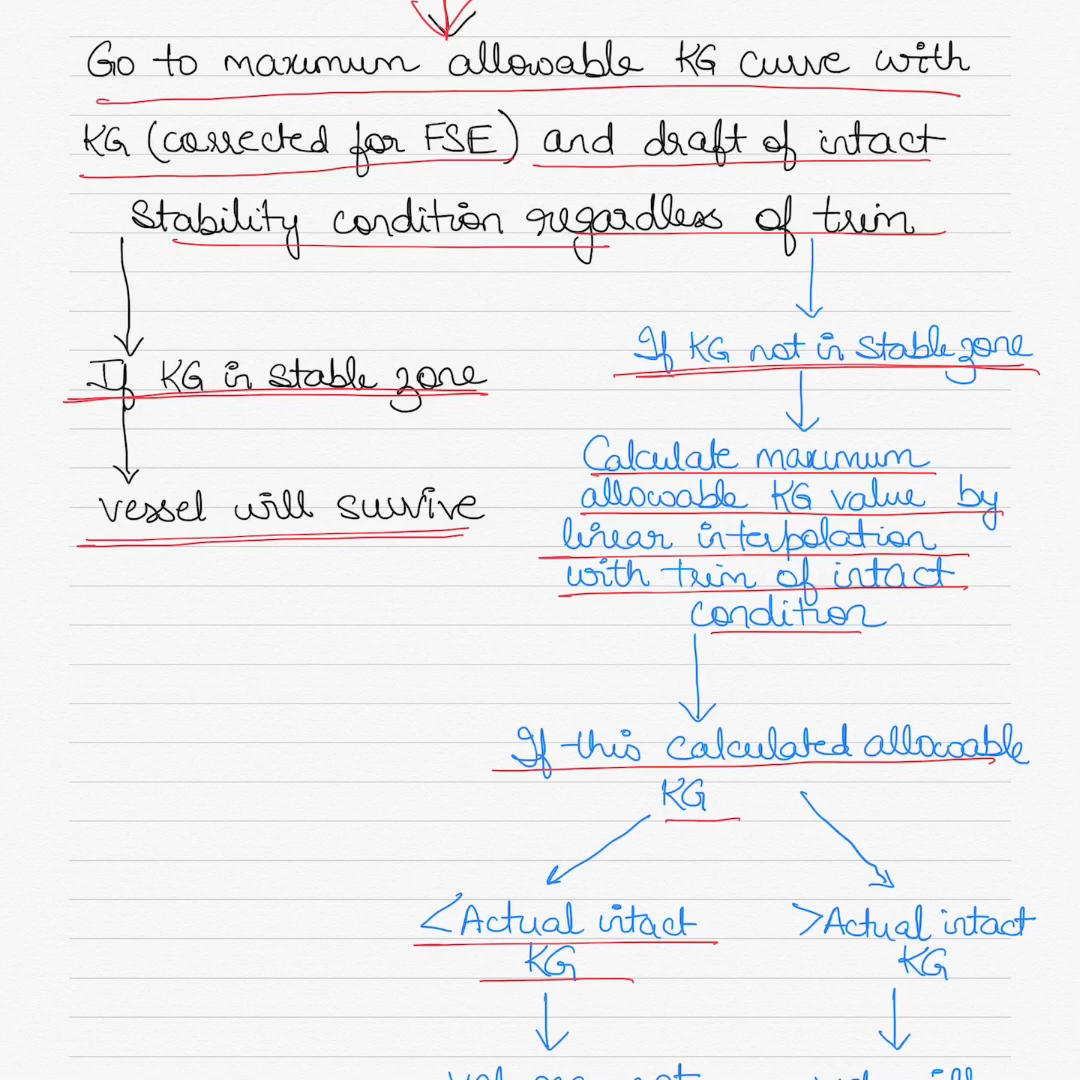 Go to maximum allowable KG curve with
KG (corrected for FSE) and draft of intact
stability condition regardless of trim
If KG not in stable zone
If KG in stable zone
Calculate maximum
allowable KG value by
vessel will survive
linear interpolation
with trim of intact
condition
If this calculated allowable
KG
<Actual intact
KG
>Actual intact
KG